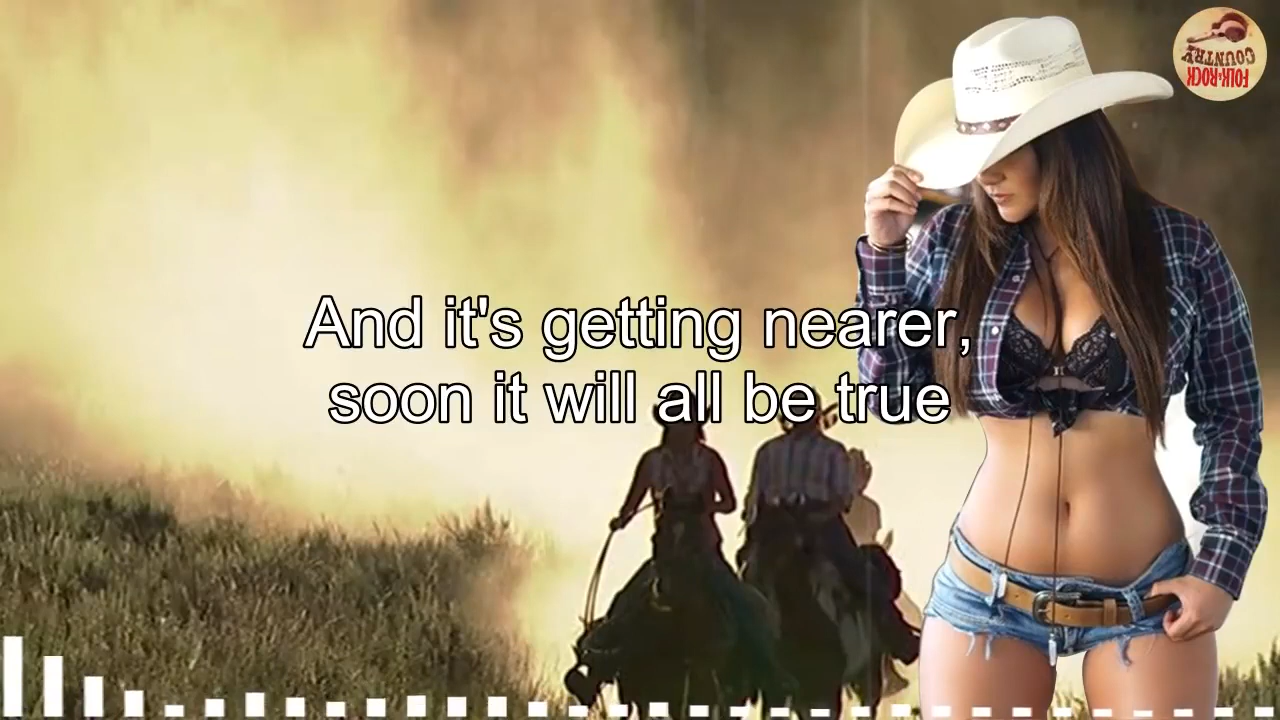 And it's getting nearer,
soon it will all be true
COUNTRY
FOLK+ROCK